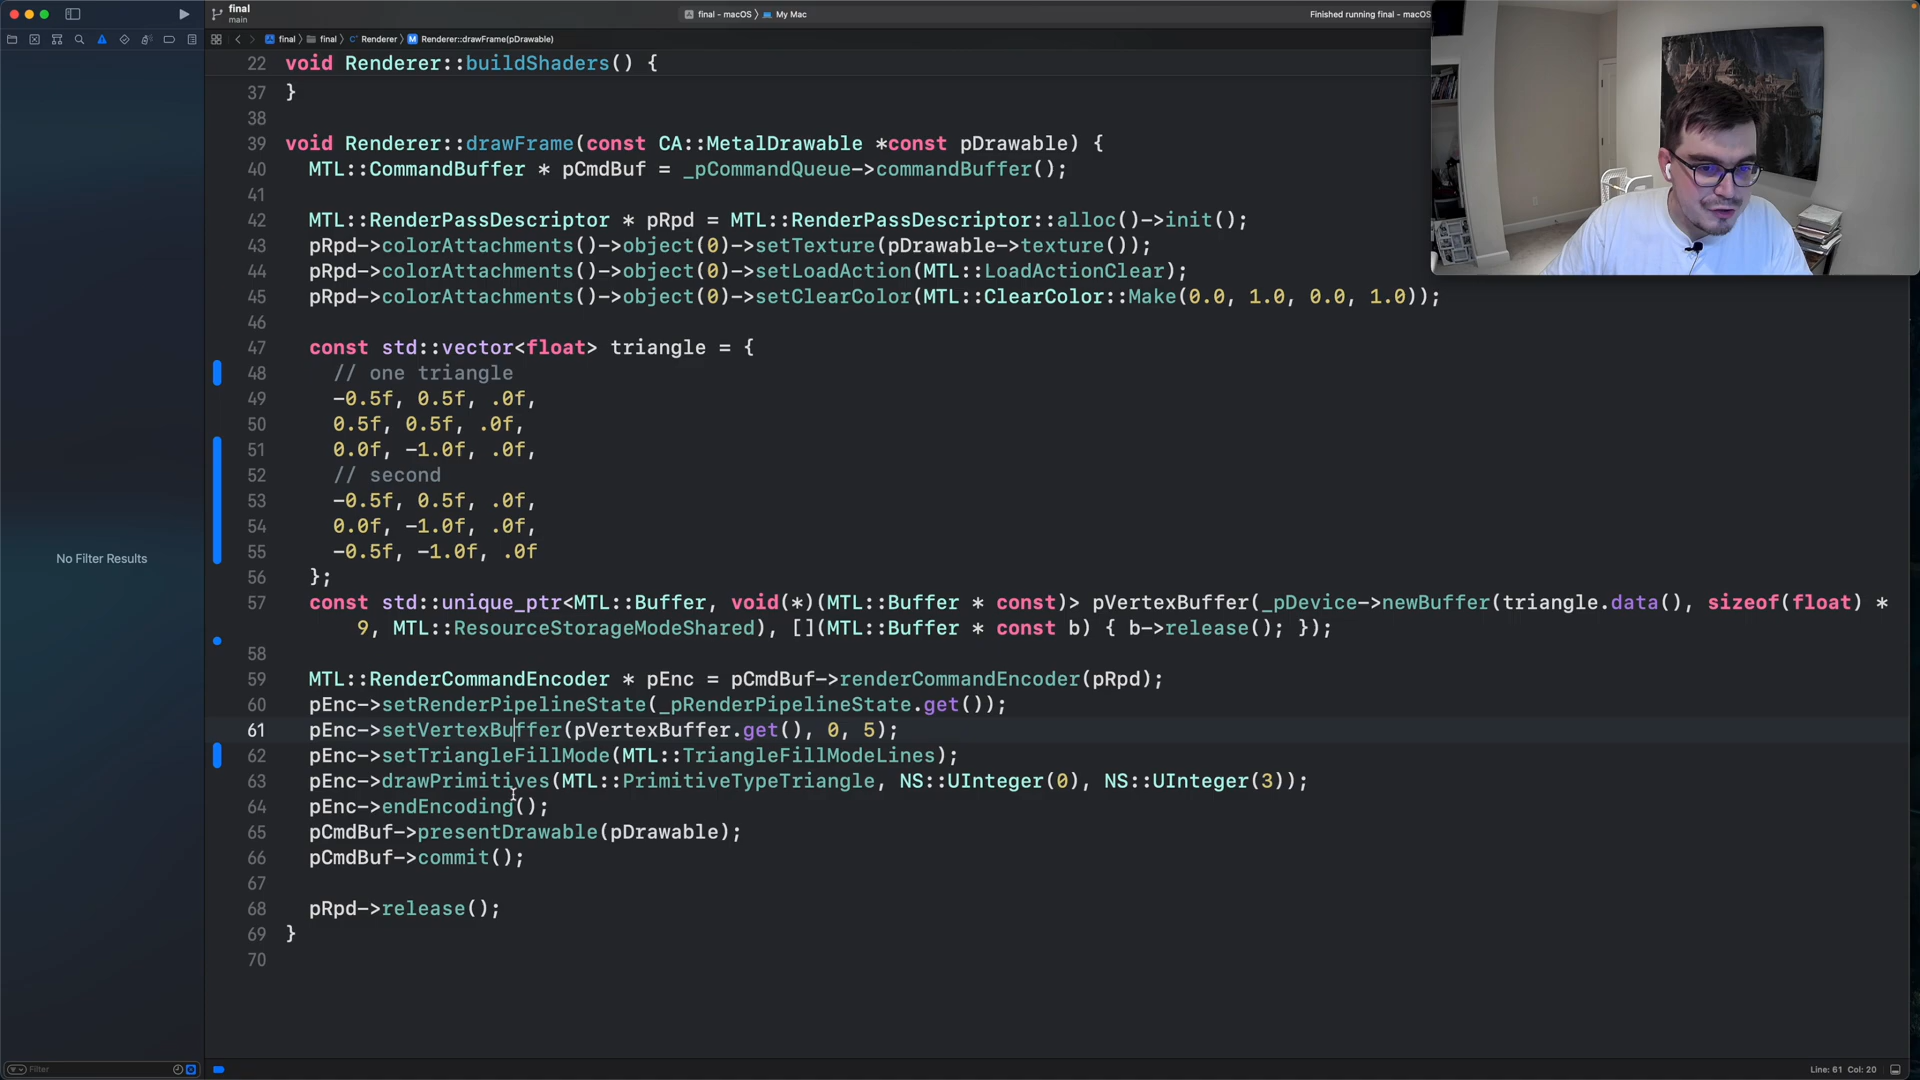 final
main
final – macOS 〉 My Mac
Finished running final – macOS
final 〉 final 〉 Renderer 〉 Renderer::drawFrame(pDrawable)
22 void Renderer::buildShaders() {
37 }
38
39 void Renderer::drawFrame(const CA::MetalDrawable *const pDrawable) {
40 MTL::CommandBuffer * pCmdBuf = _pCommandQueue->commandBuffer();
41
42 MTL::RenderPassDescriptor * pRpd = MTL::RenderPassDescriptor::alloc()->init();
43 pRpd->colorAttachments()->object(0)->setTexture(pDrawable->texture());
44 pRpd->colorAttachments()->object(0)->setLoadAction(MTL::LoadActionClear);
45 pRpd->colorAttachments()->object(0)->setClearColor(MTL::ClearColor::Make(0.0, 1.0, 0.0, 1.0));
46
47 const std::vector<float> triangle = {
48 // one triangle
49 -0.5f, 0.5f, .0f,
50 0.5f, 0.5f, .0f,
51 0.0f, -1.0f, .0f,
52 // second
53 -0.5f, 0.5f, .0f,
54 0.0f, -1.0f, .0f,
55 -0.5f, -1.0f, .0f
56 };
57 const std::unique_ptr<MTL::Buffer, void(*)(MTL::Buffer * const)> pVertexBuffer(_pDevice->newBuffer(triangle.data(), sizeof(float) *
9, MTL::ResourceStorageModeShared), [](MTL::Buffer * const b) { b->release(); });
58
59 MTL::RenderCommandEncoder * pEnc = pCmdBuf->renderCommandEncoder(pRpd);
60 pEnc->setRenderPipelineState(_pRenderPipelineState.get());
61 pEnc->setVertexBuffer(pVertexBuffer.get(), 0, 5);
62 pEnc->setTriangleFillMode(MTL::TriangleFillModeLines);
63 pEnc->drawPrimitives(MTL::PrimitiveTypeTriangle, NS::UInteger(0), NS::UInteger(3));
64 pEnc->endEncoding();
65 pCmdBuf->presentDrawable(pDrawable);
66 pCmdBuf->commit();
67
68 pRpd->release();
69 }
70
No Filter Results
Filter
Line: 61 Col: 20